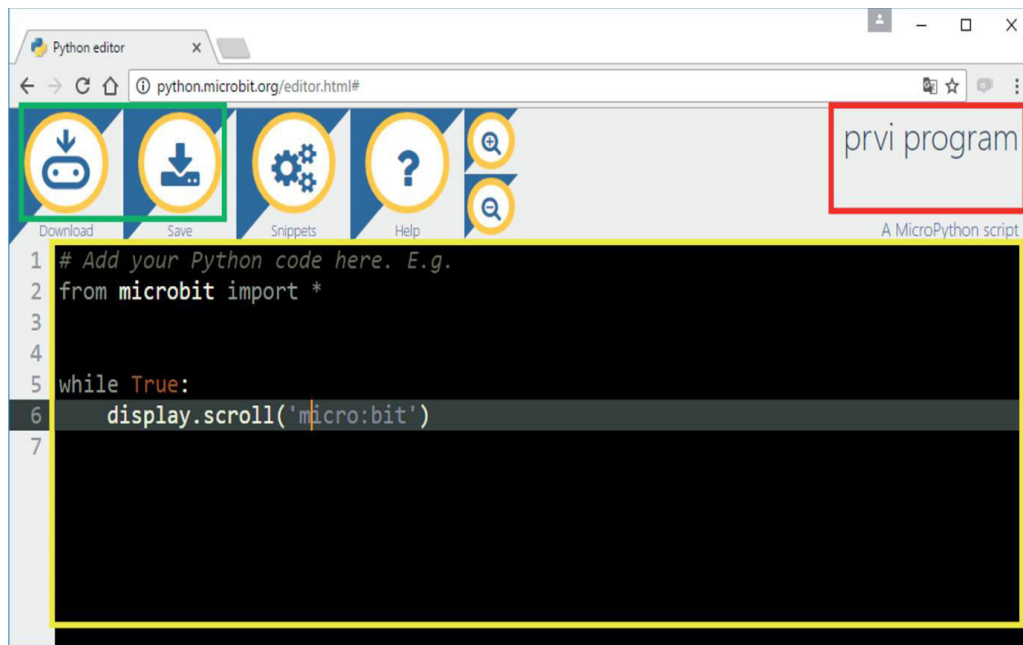 Python editor
python.microbit.org/editor.html#
prvi program
Download Save Snippets Help
A MicroPython script
1 # Add your Python code here. E.g.
2 from microbit import *
3
4
5 while True:
6     display.scroll('micro:bit')
7